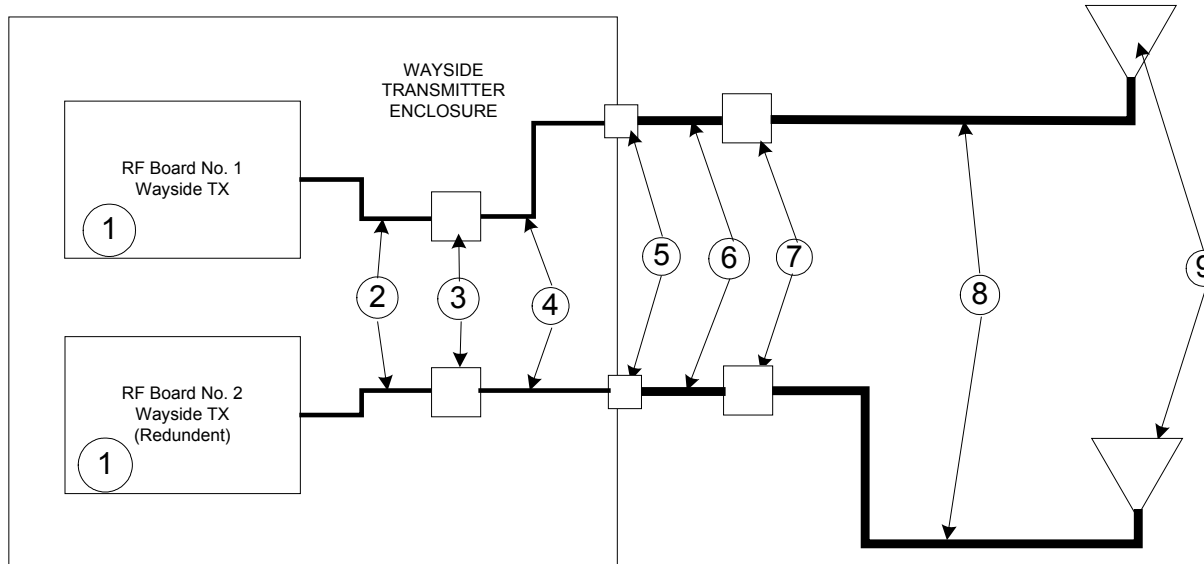 WAYSIDE
TRANSMITTER
ENCLOSURE
RF Board No. 1
Wayside TX
1
2
3
4
5
6
7
8
9
RF Board No. 2
Wayside TX
(Redundent)
1